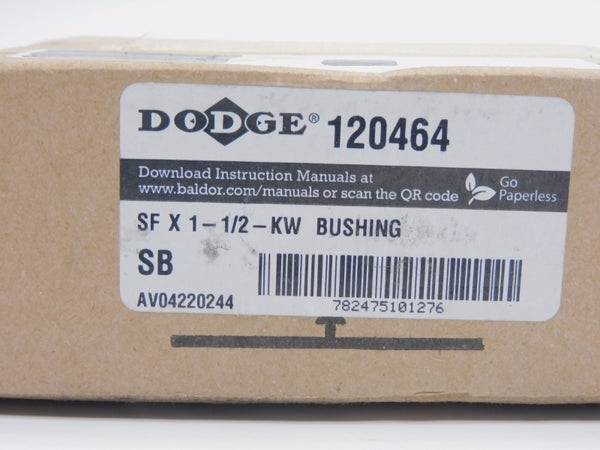 DODGE® 120464
Download Instruction Manuals at
www.baldor.com/manuals or scan the QR code
Go
Paperless
SF X 1-1/2-KW BUSHING
SB
AV04220244
782475101276